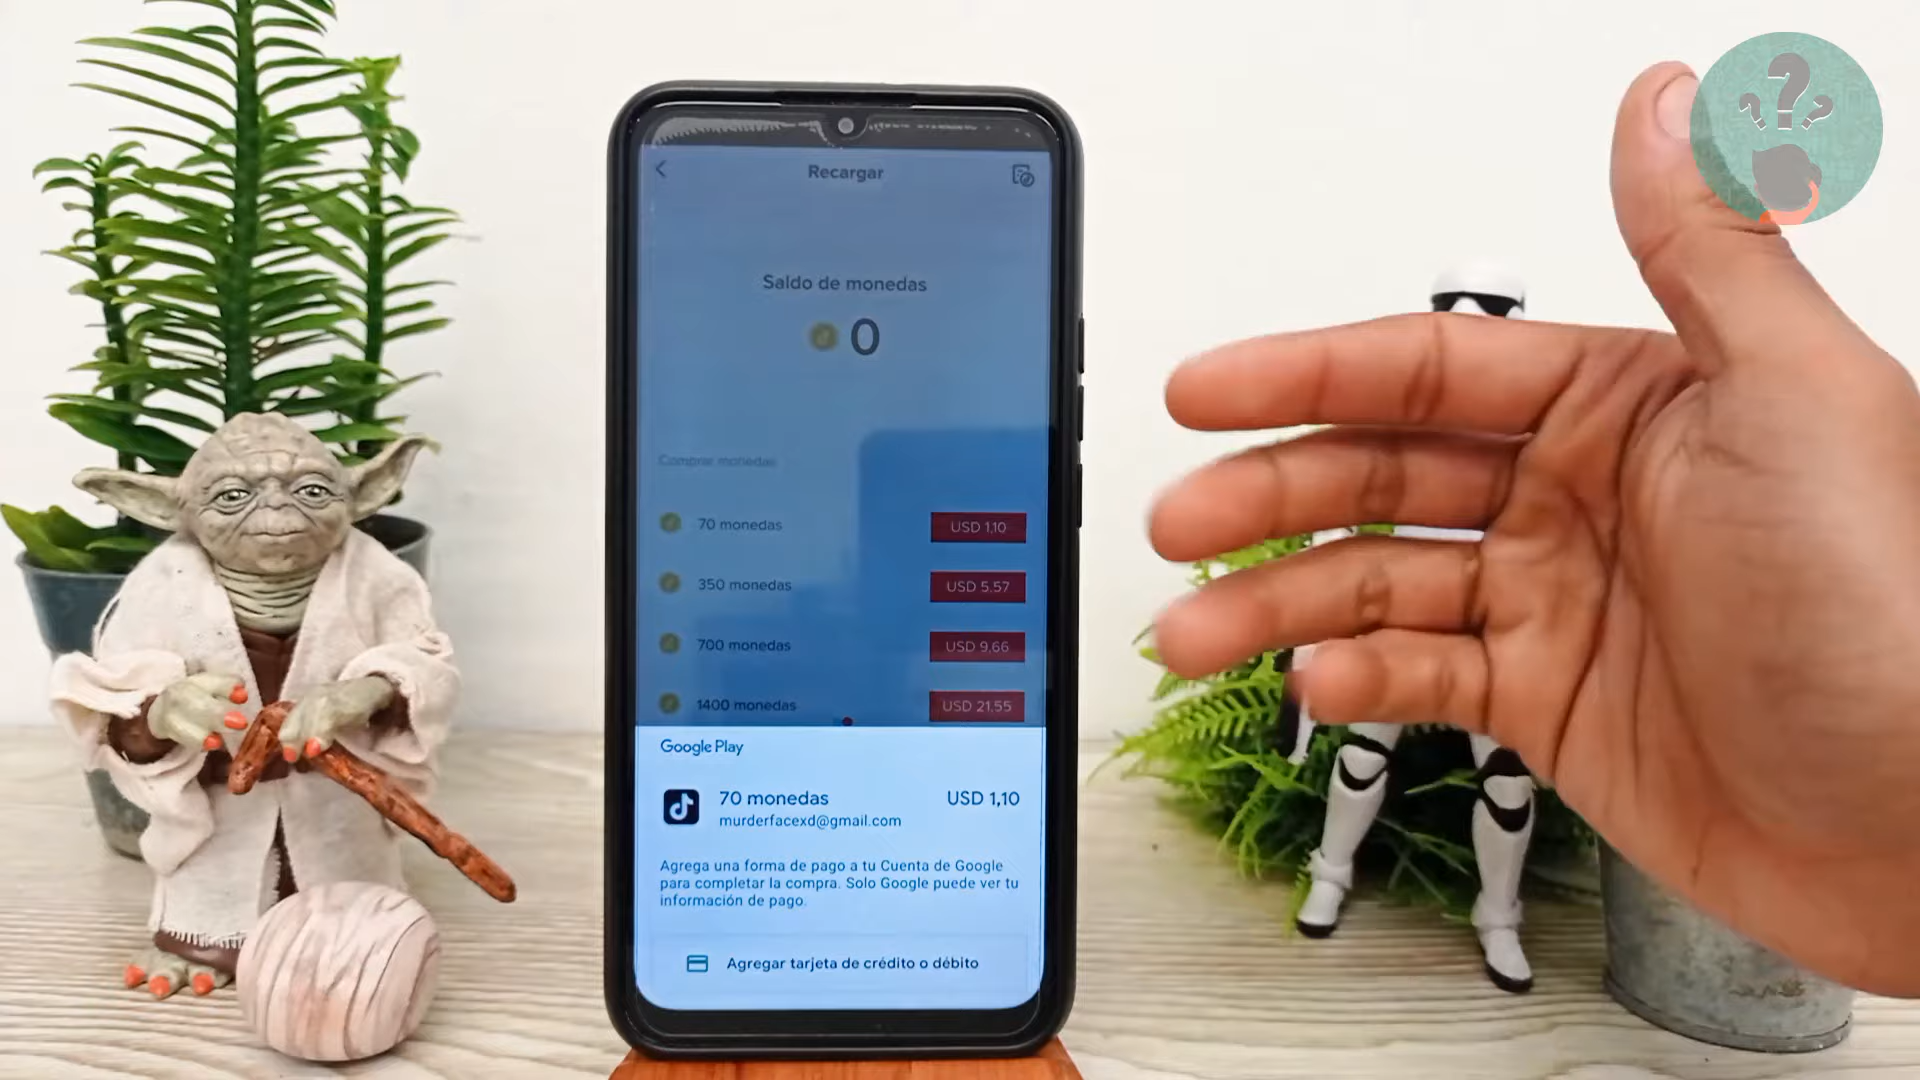 Recargar
Saldo de monedas
0
Comprar monedas
70 monedas USD 1,10
350 monedas USD 5,57
700 monedas USD 9,66
1400 monedas USD 21,55
Google Play
70 monedas USD 1,10
murderfacexd@gmail.com
Agrega una forma de pago a tu Cuenta de Google
para completar la compra. Solo Google puede ver tu
información de pago.
Agregar tarjeta de crédito o débito